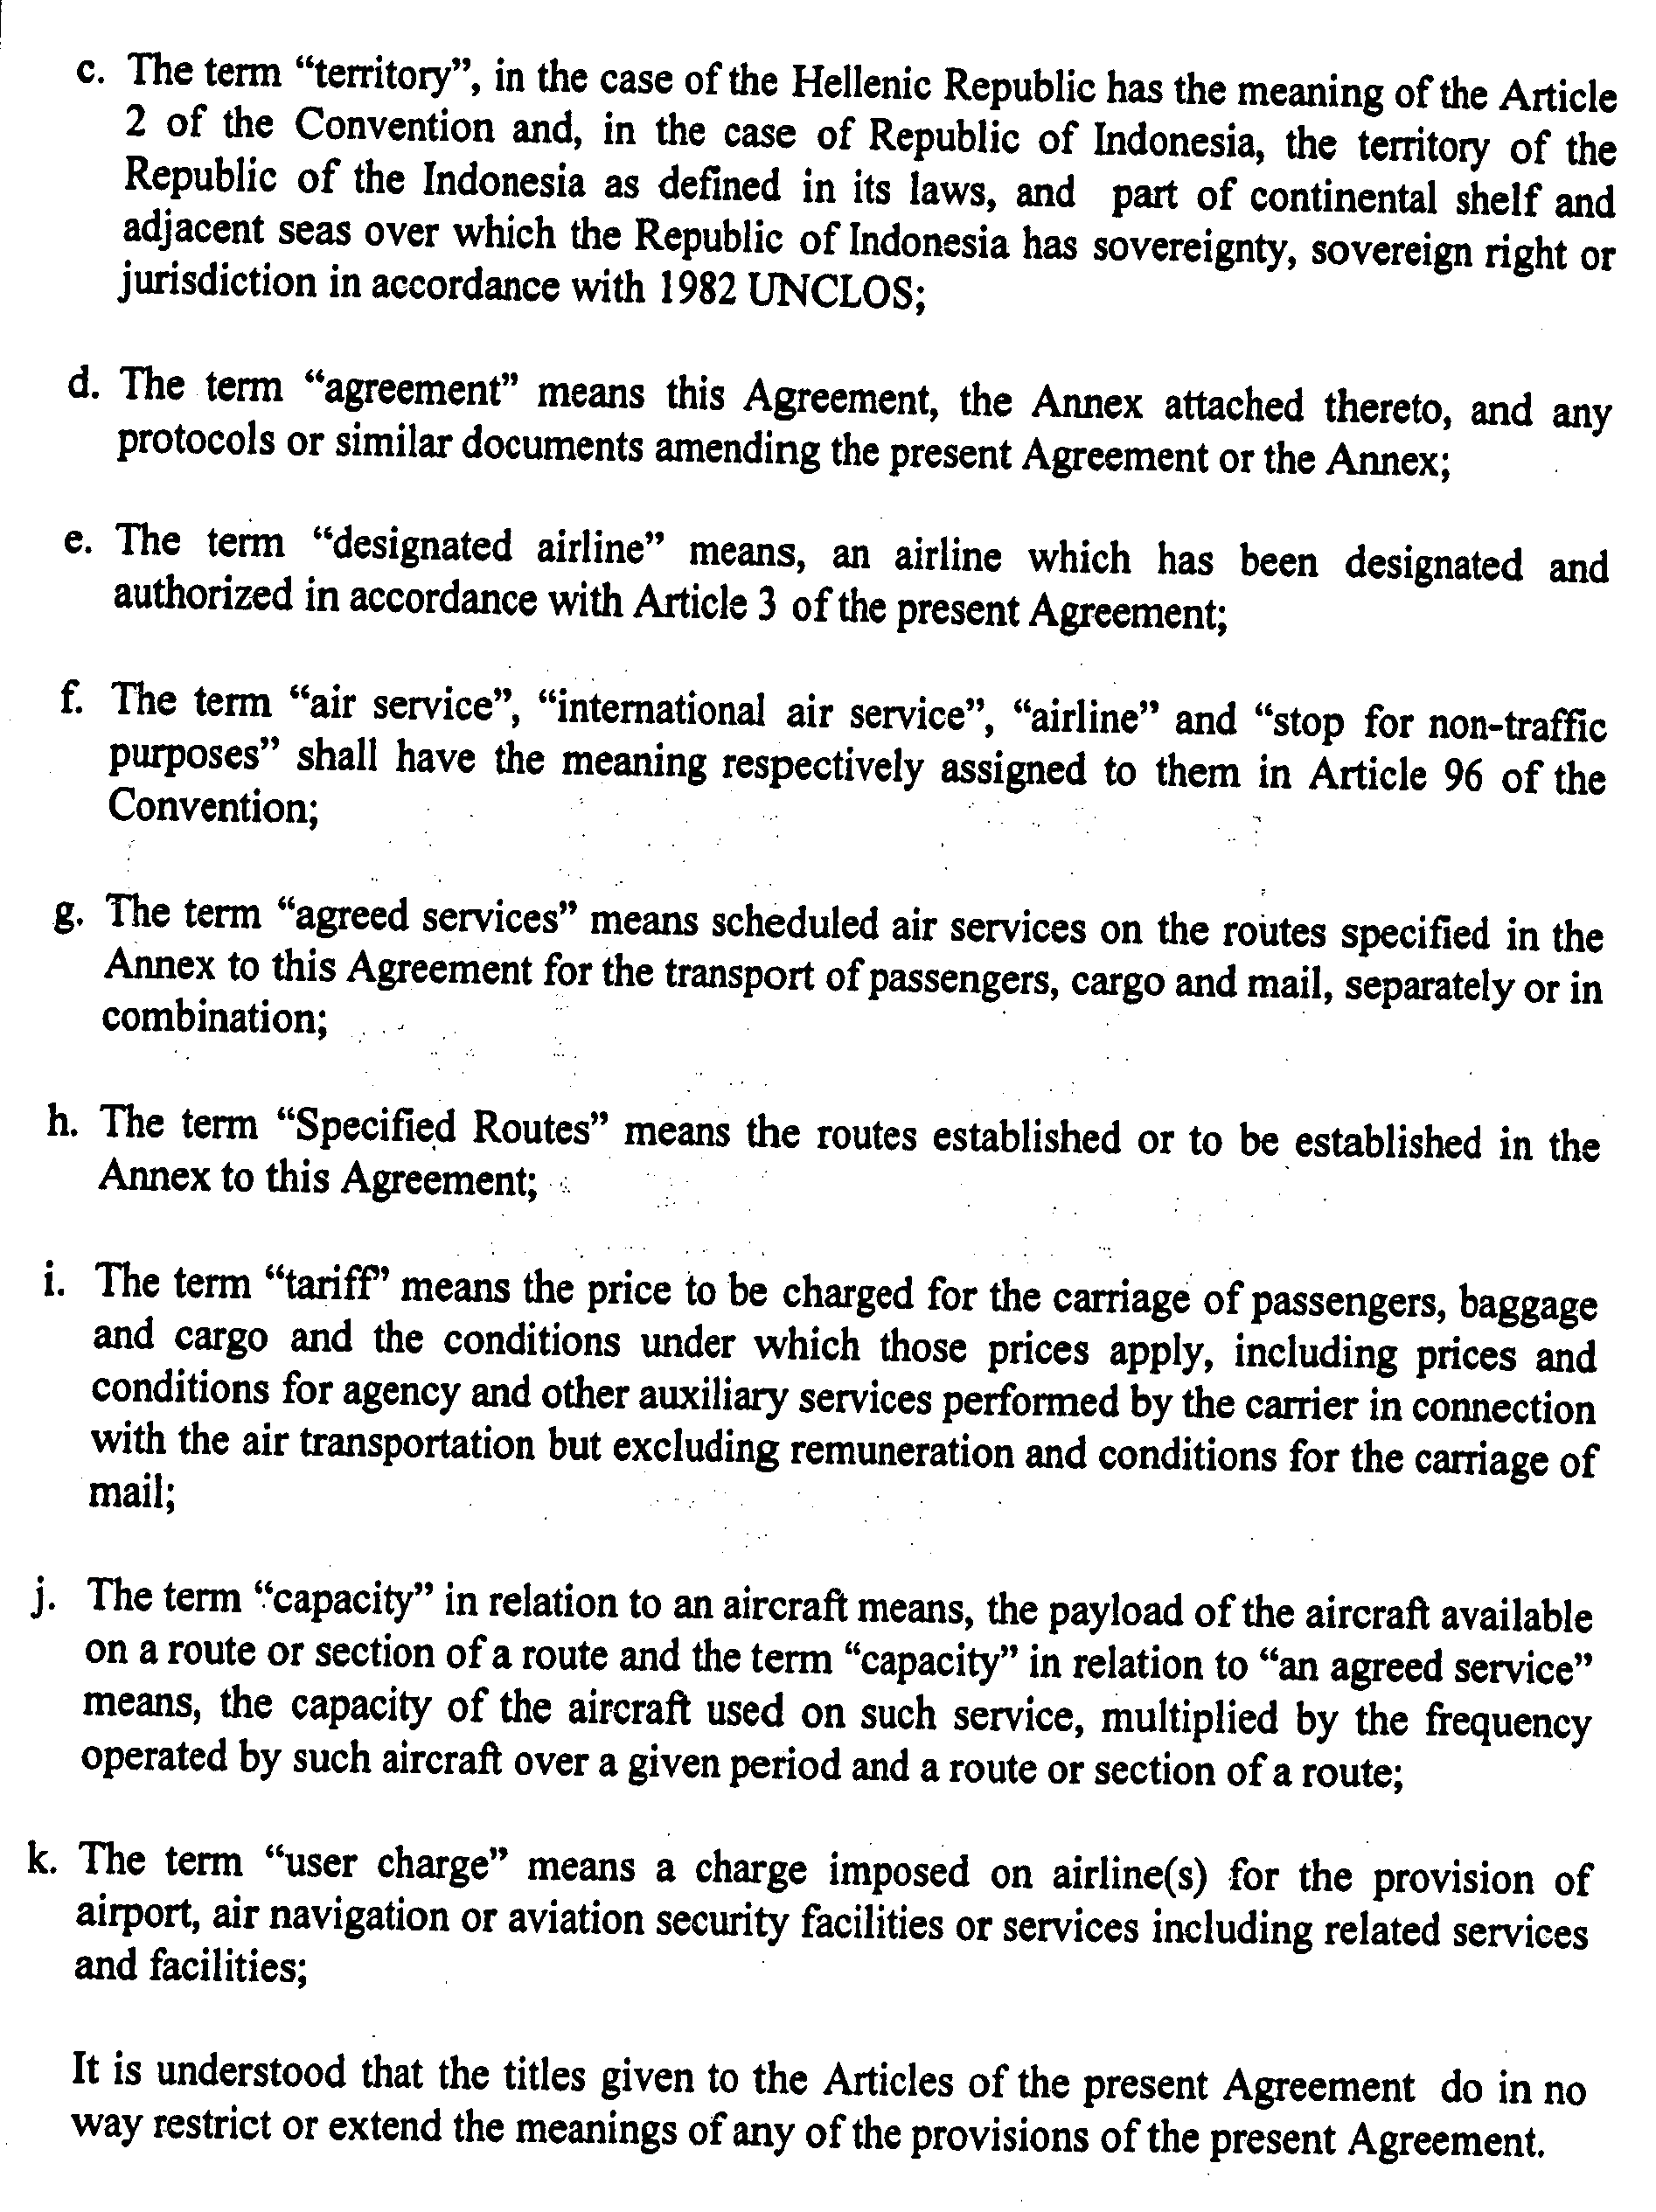 c. The term “territory”, in the case of the Hellenic Republic has the meaning of the Article
2 of the Convention and, in the case of Republic of Indonesia, the territory of the
Republic of the Indonesia as defined in its laws, and part of continental shelf and
adjacent seas over which the Republic of Indonesia has sovereignty, sovereign right or
jurisdiction in accordance with 1982 UNCLOS;
d. The term “agreement” means this Agreement, the Annex attached thereto, and any
protocols or similar documents amending the present Agreement or the Annex;
e. The term “designated airline” means, an airline which has been designated and
authorized in accordance with Article 3 of the present Agreement;
f. The term “air service”, “international air service”, “airline” and “stop for non-traffic
purposes” shall have the meaning respectively assigned to them in Article 96 of the
Convention;
g. The term “agreed services” means scheduled air services on the routes specified in the
Annex to this Agreement for the transport of passengers, cargo and mail, separately or in
combination;
h. The term “Specified Routes” means the routes established or to be established in the
Annex to this Agreement;
i. The term “tariff” means the price to be charged for the carriage of passengers, baggage
and cargo and the conditions under which those prices apply, including prices and
conditions for agency and other auxiliary services performed by the carrier in connection
with the air transportation but excluding remuneration and conditions for the carriage of
mail;
j. The term “capacity” in relation to an aircraft means, the payload of the aircraft available
on a route or section of a route and the term “capacity” in relation to “an agreed service”
means, the capacity of the aircraft used on such service, multiplied by the frequency
operated by such aircraft over a given period and a route or section of a route;
k. The term “user charge” means a charge imposed on airline(s) for the provision of
airport, air navigation or aviation security facilities or services including related services
and facilities;
It is understood that the titles given to the Articles of the present Agreement do in no
way restrict or extend the meanings of any of the provisions of the present Agreement.